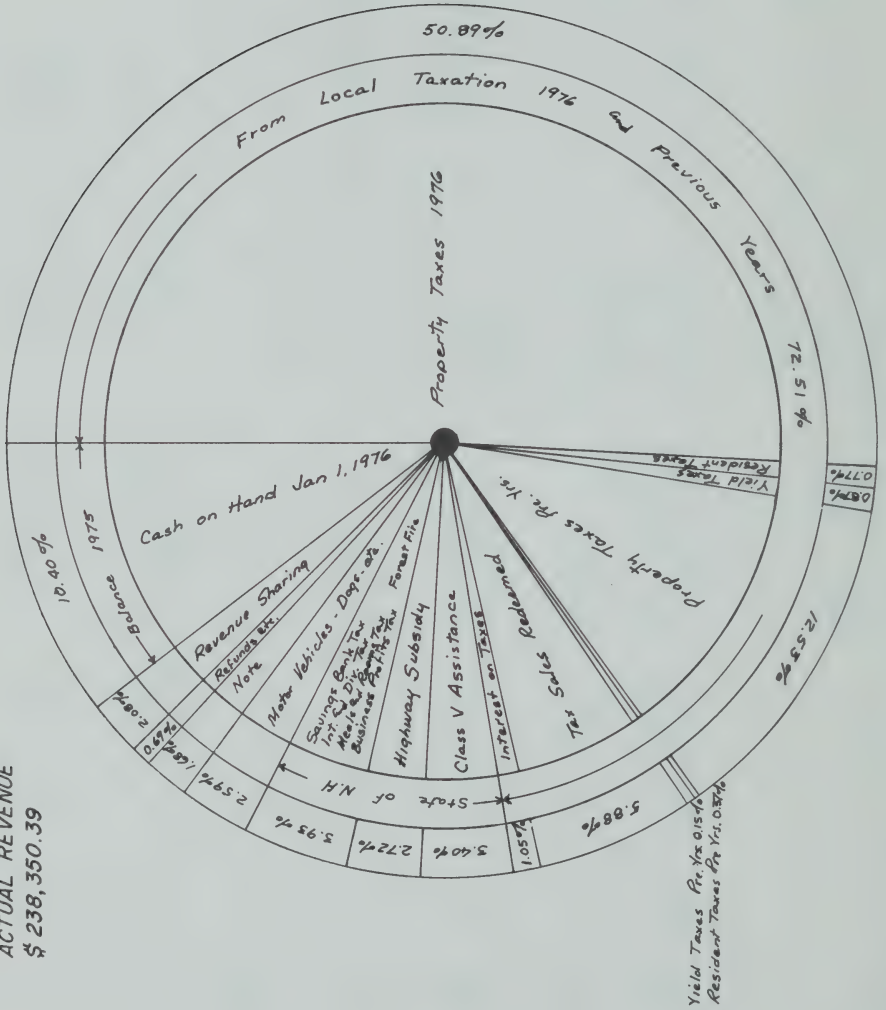 ACTUAL REVENUE
$ 238,350.39
50.89%
From Local Taxation 1976 and Previous Years 72.51%
Property Taxes 1976
Resident Taxes
0.77%
Yield Taxes
0.87%
Property Taxes Pre. Yrs.
12.53%
Yield Taxes Pre. Yrs. 0.15%
Resident Taxes Pre Yrs. 0.37%
Tax Sales Redeemed
5.88%
Interest on Taxes
1.05%
State of N.H
Class V Assistance
3.40%
Highway Subsidy
2.72%
Savings Bank Tax
Int. and Div. Tax
Meals and Rooms Tax
Business Profits Tax
Forest Fire
3.95%
Motor Vehicles - Dogs - etc.
2.59%
Note
1.68%
Refunds etc.
0.69%
Revenue Sharing
2.08%
Cash on Hand Jan 1, 1976
Balance 1975
10.40%